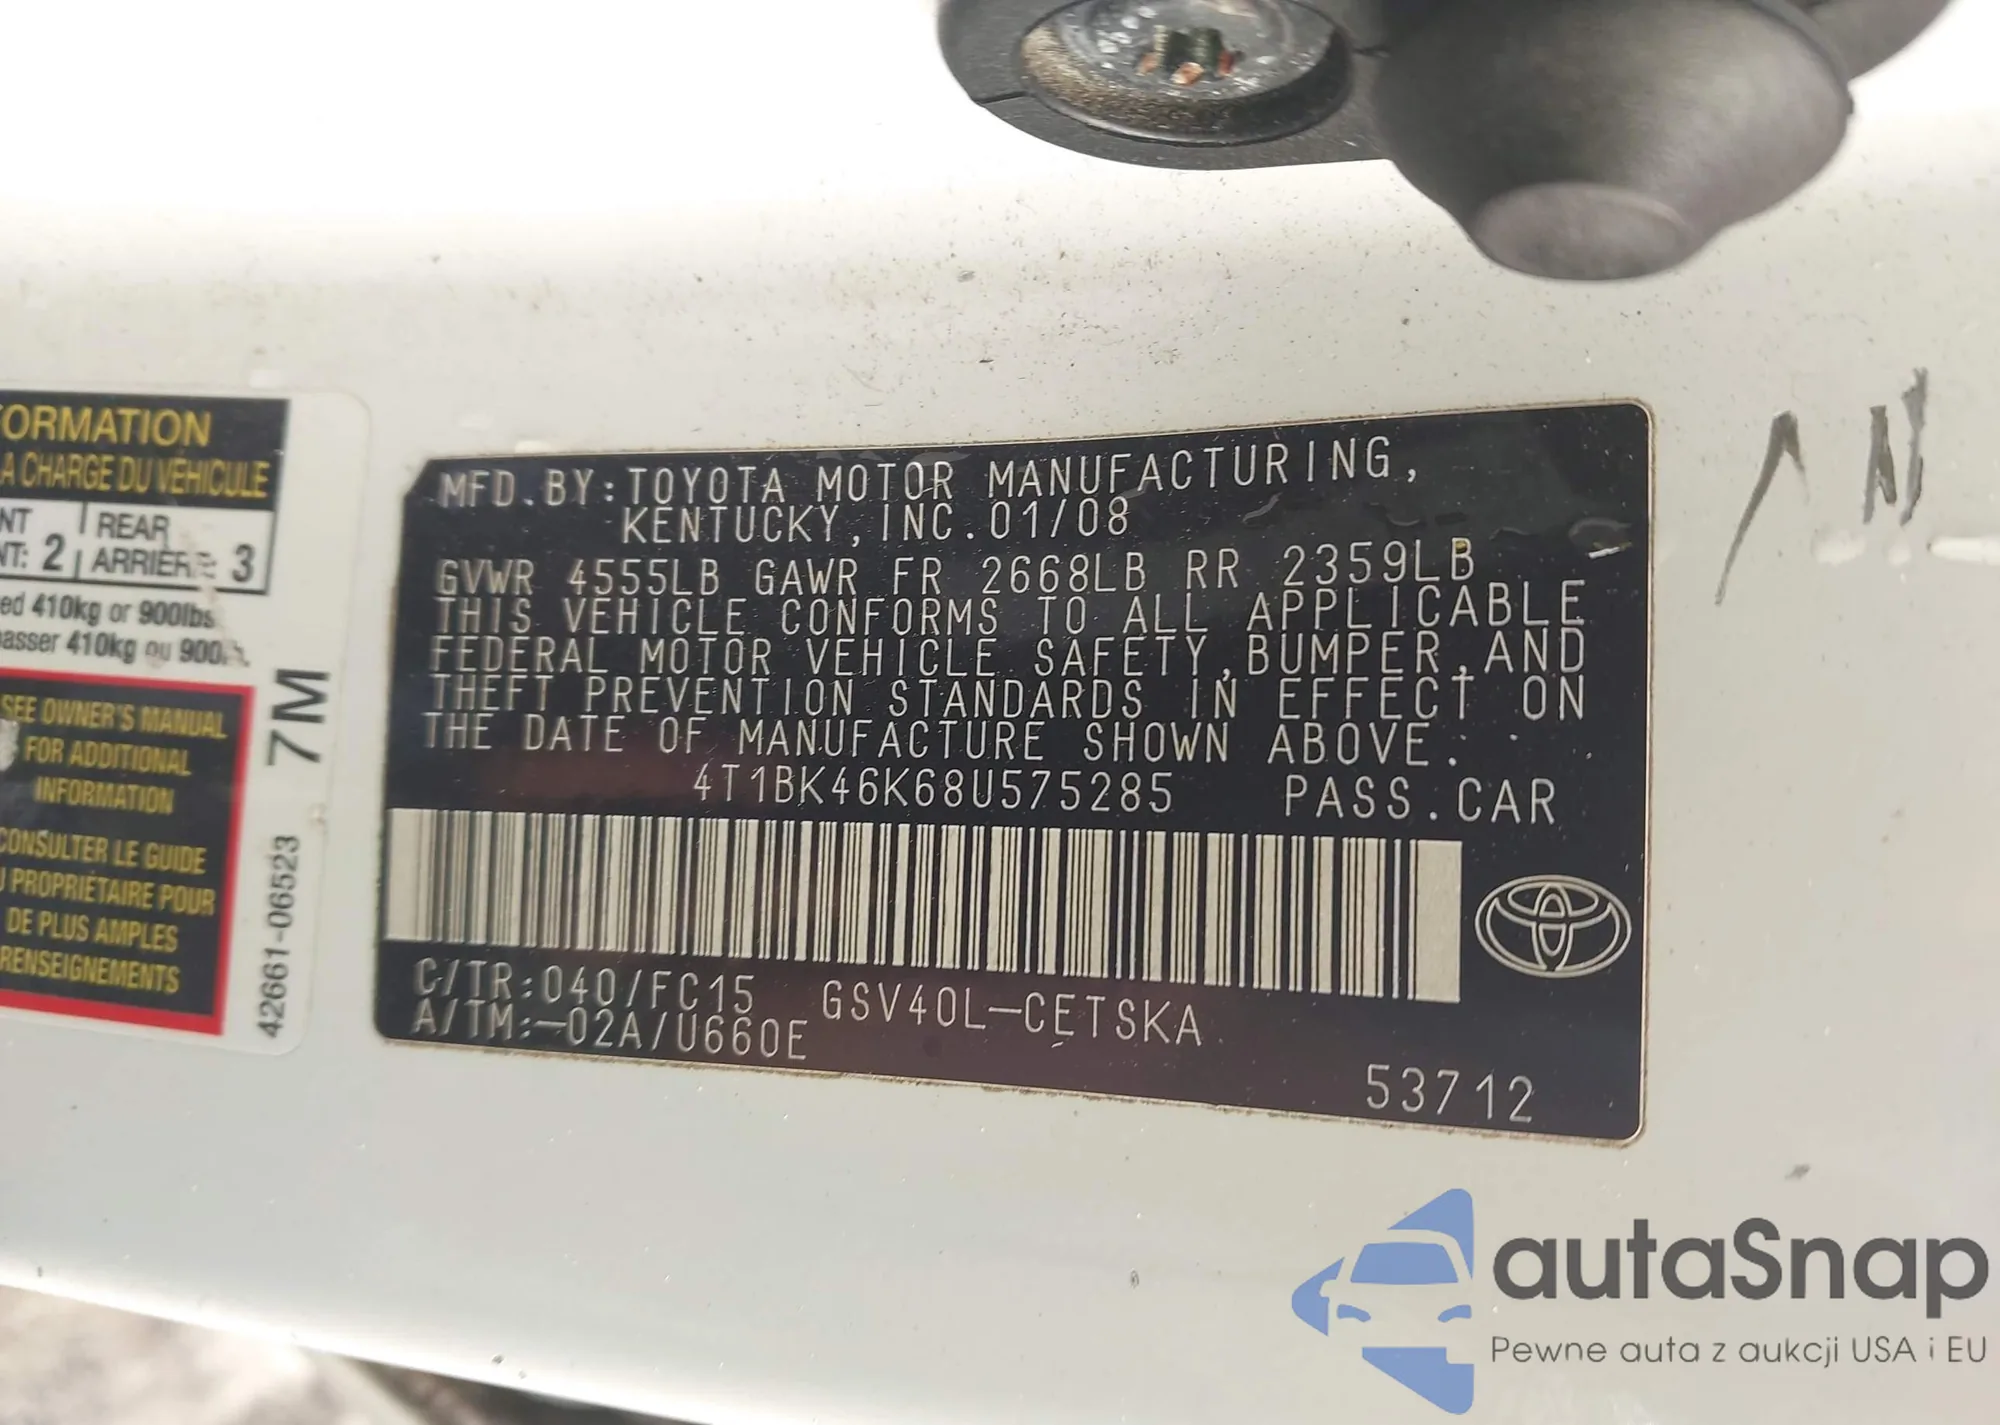 FORMATION
LA CHARGE DU VÉHICULE
NT REAR
NT: 2 ARRIÈRE 3
ed 410kg or 900lbs
passer 410kg ou 900
SEE OWNER'S MANUAL
FOR ADDITIONAL
INFORMATION
CONSULTER LE GUIDE
PROPRIÉTAIRE POUR
DE PLUS AMPLES
RENSEIGNEMENTS
7M
42661-06523
MFD.BY:TOYOTA MOTOR MANUFACTURING,
KENTUCKY,INC.01/08
GVWR 4555LB GAWR FR 2668LB RR 2359LB
THIS VEHICLE CONFORMS TO ALL APPLICABLE
FEDERAL MOTOR VEHICLE SAFETY,BUMPER,AND
THEFT PREVENTION STANDARDS IN EFFECT ON
THE DATE OF MANUFACTURE SHOWN ABOVE.
4T1BK46K68U575285 PASS.CAR
C/TR:040/FC15 GSV40L-CETSKA
A/TM:-02A/U660E
53712
autaSnap
Pewne auta z aukcji USA i EU